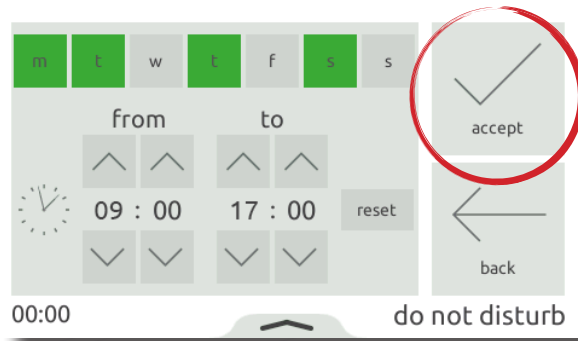 m t w t f s s
from to
accept
09 : 00 17 : 00 reset
back
00:00 do not disturb